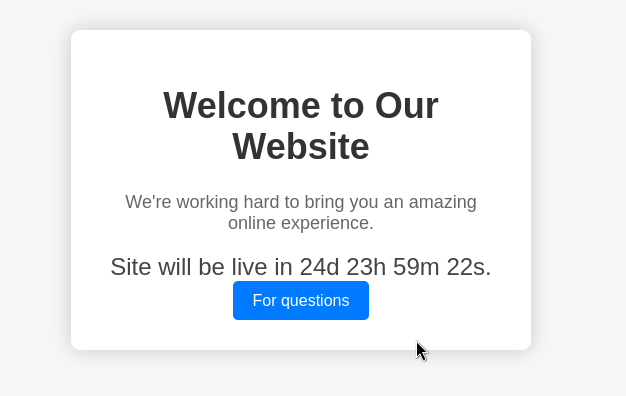 Welcome to Our
Website
We're working hard to bring you an amazing
online experience.
Site will be live in 24d 23h 59m 22s.
For questions